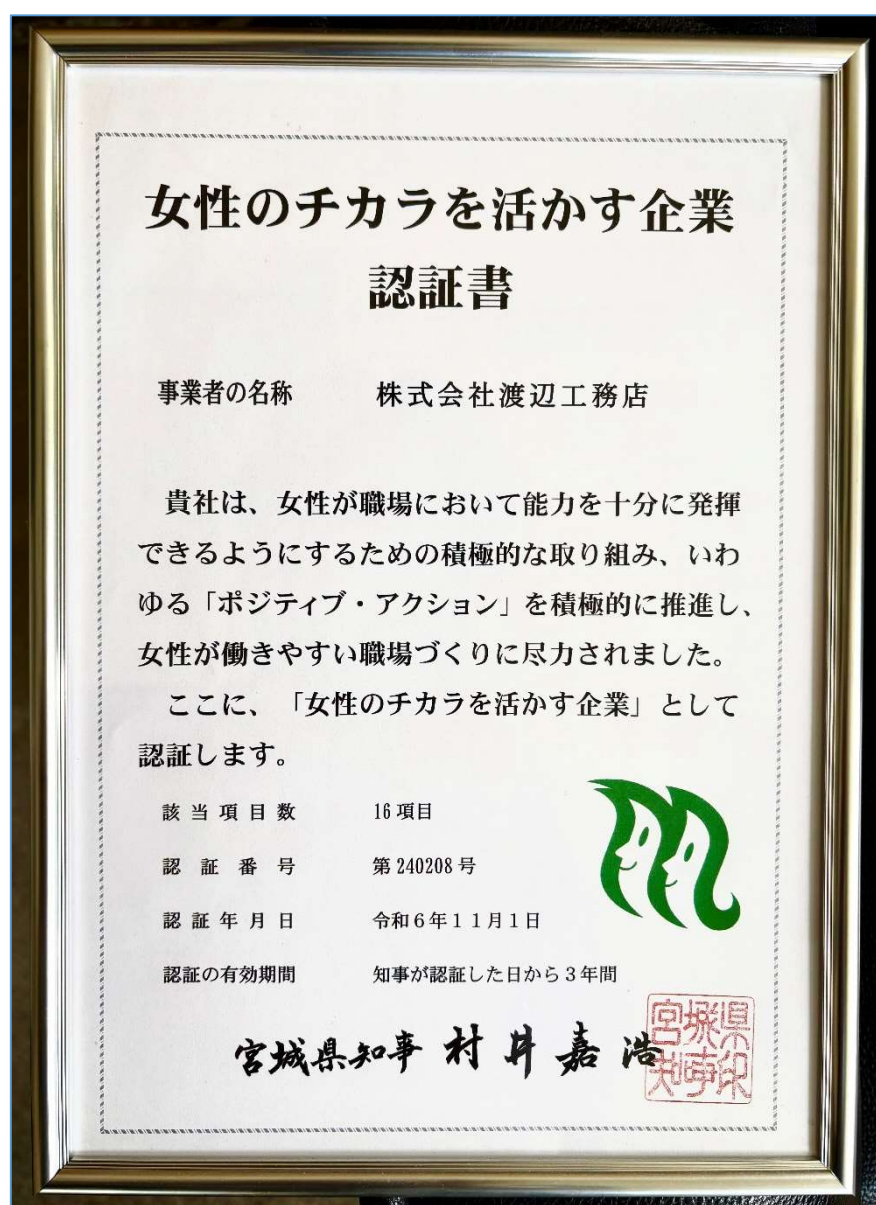 女性のチカラを活かす企業
認証書
事業者の名称 株式会社渡辺工務店
貴社は、女性が職場において能力を十分に発揮
できるようにするための積極的な取り組み、いわ
ゆる「ポジティブ・アクション」を積極的に推進し、
女性が働きやすい職場づくりに尽力されました。
ここに、「女性のチカラを活かす企業」として
認証します。
該当項目数 16項目
認証番号 第240208号
認証年月日 令和6年11月1日
認証の有効期間 知事が認証した日から3年間
宮城県知事 村井嘉浩
宮城県
知事印